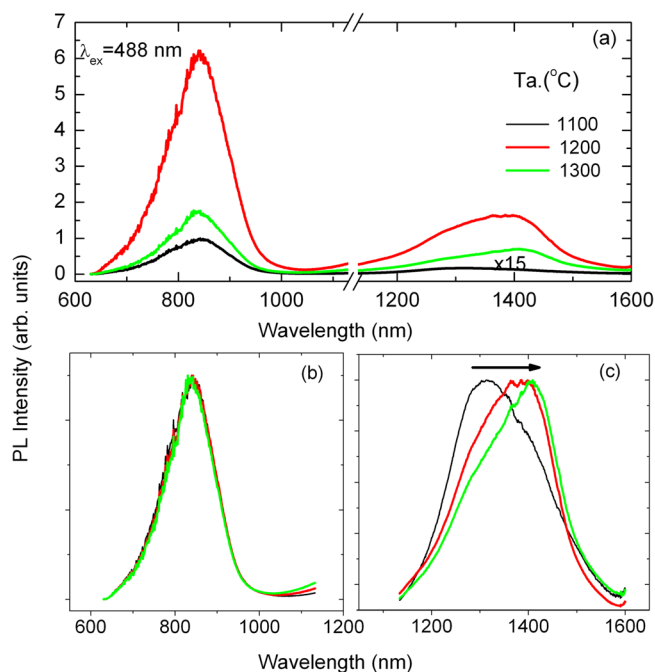 7
6
5
4
3
2
1
0
λex=488 nm
(a)
Ta.(°C)
1100
1200
1300
x15
600 800 1000 1200 1400 1600
Wavelength (nm)
PL Intensity (arb. units)
(b)
(c)
600 800 1000 1200
1200 1400 1600
Wavelength (nm)